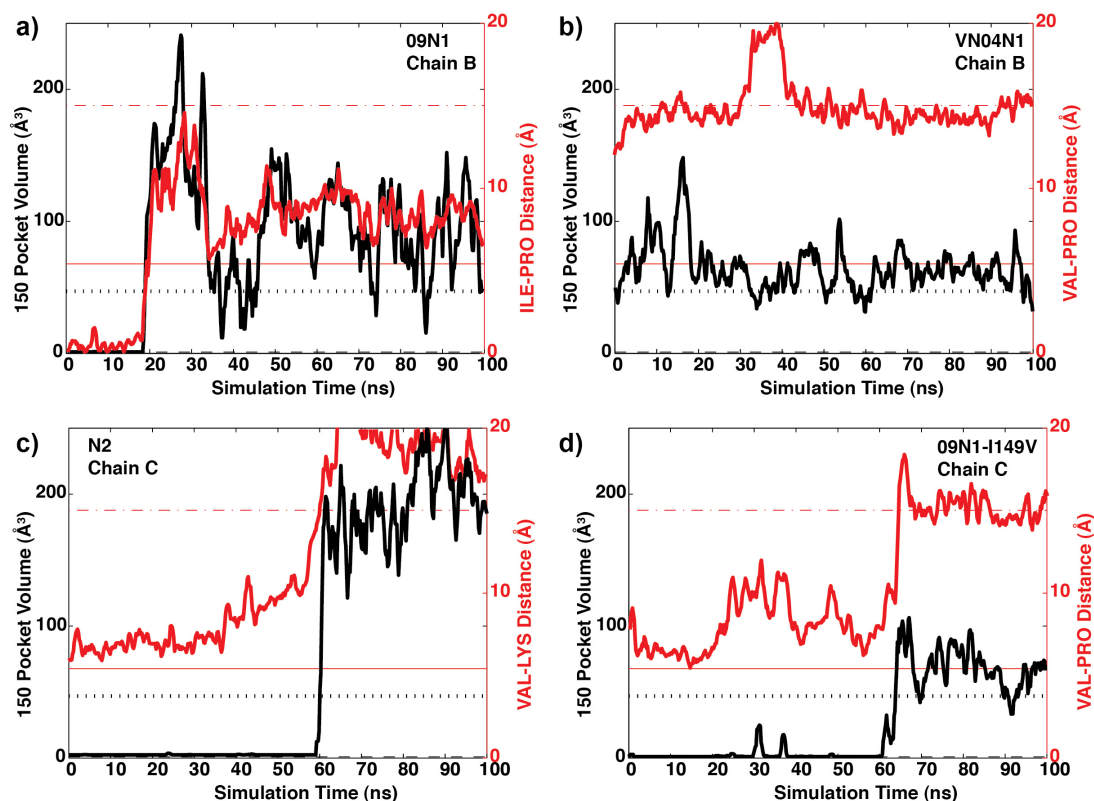 a)
09N1
Chain B
150 Pocket Volume (Å³)
200
100
0
20
10
0
ILE-PRO Distance (Å)
0 10 20 30 40 50 60 70 80 90 100
Simulation Time (ns)
b)
VN04N1
Chain B
150 Pocket Volume (Å³)
200
100
0
20
10
0
VAL-PRO Distance (Å)
0 10 20 30 40 50 60 70 80 90 100
Simulation Time (ns)
c)
N2
Chain C
150 Pocket Volume (Å³)
200
100
0
20
10
0
VAL-LYS Distance (Å)
0 10 20 30 40 50 60 70 80 90 100
Simulation Time (ns)
d)
09N1-I149V
Chain C
150 Pocket Volume (Å³)
200
100
0
20
10
0
VAL-PRO Distance (Å)
0 10 20 30 40 50 60 70 80 90 100
Simulation Time (ns)